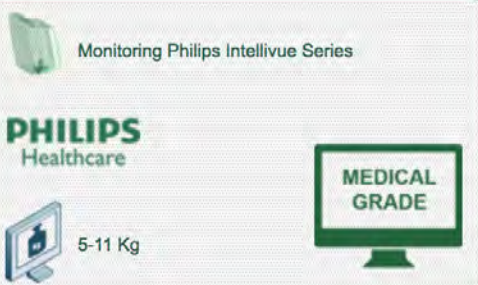 Monitoring Philips Intellivue Series
PHILIPS
Healthcare
MEDICAL
GRADE
5-11 Kg